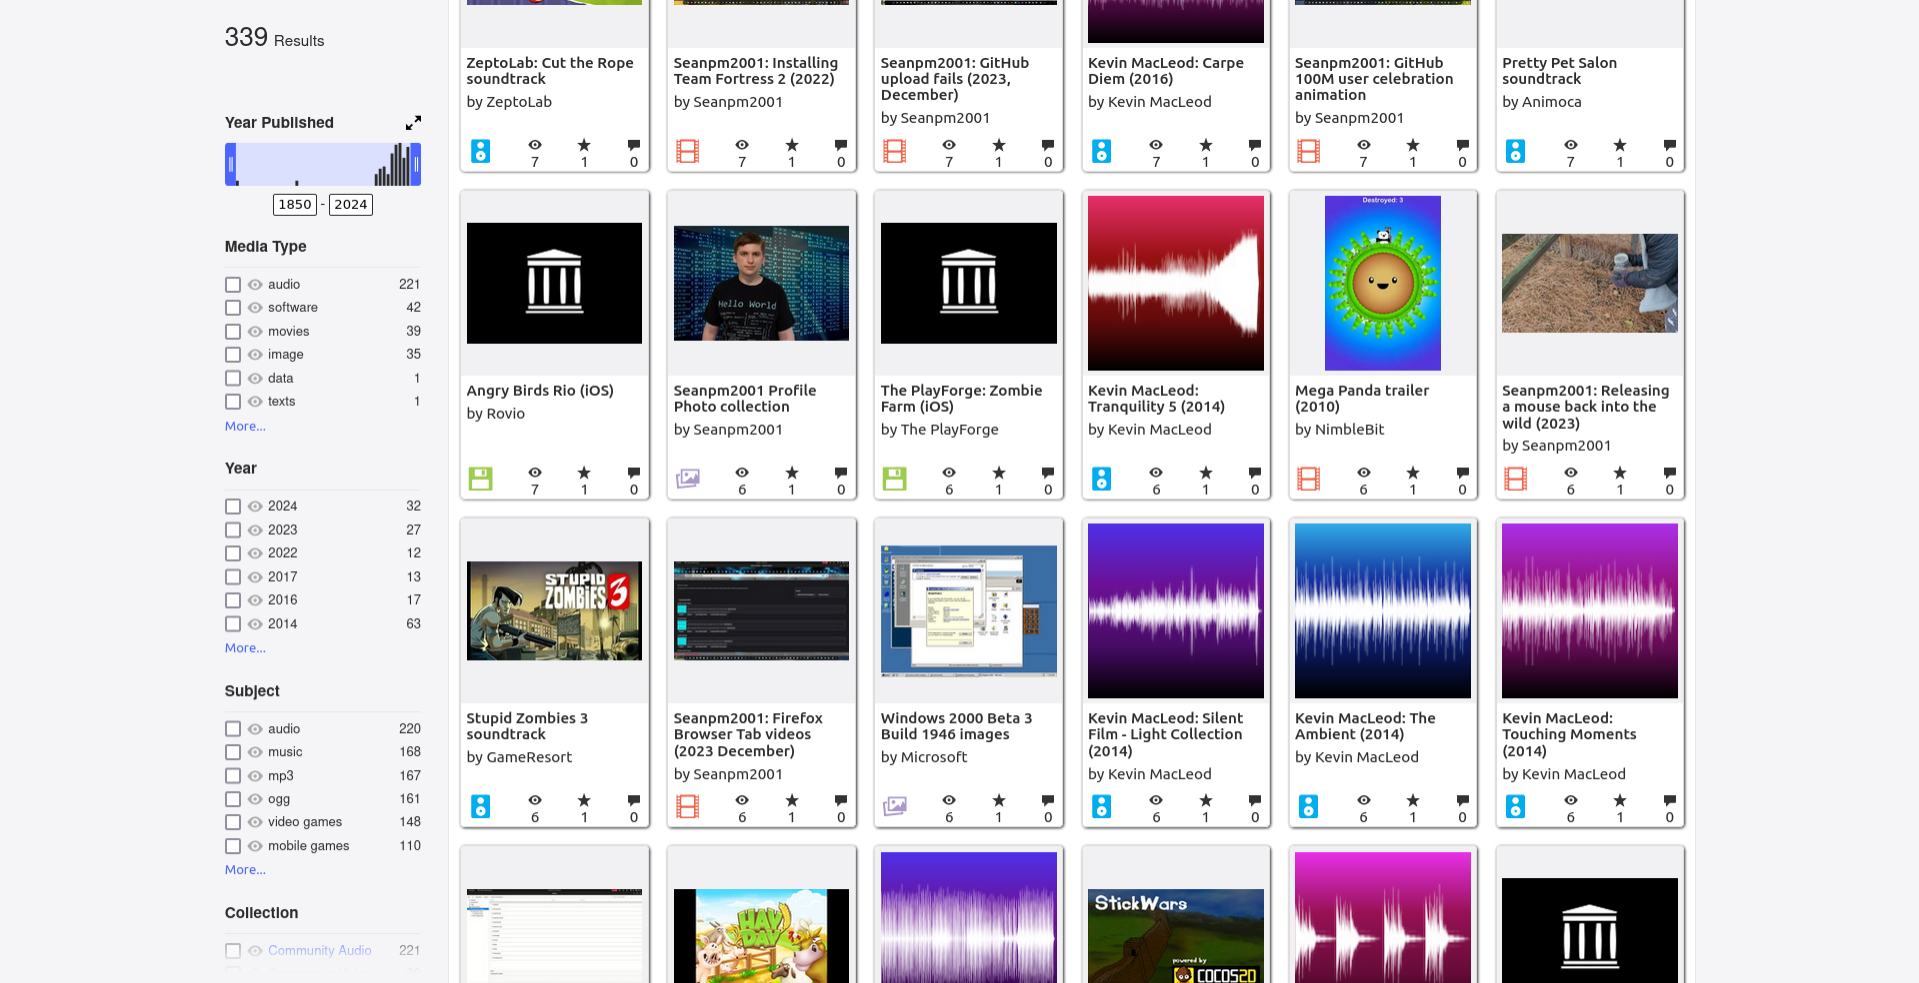 339 Results
Year Published
1850 - 2024
Media Type
audio 221
software 42
movies 39
image 35
data 1
texts 1
More...
Year
2024 32
2023 27
2022 12
2017 13
2016 17
2014 63
More...
Subject
audio 220
music 168
mp3 167
ogg 161
video games 148
mobile games 110
More...
Collection
Community Audio 221
ZeptoLab: Cut the Rope
soundtrack
by ZeptoLab
7 1 0
Seanpm2001: Installing
Team Fortress 2 (2022)
by Seanpm2001
7 1 0
Seanpm2001: GitHub
upload fails (2023,
December)
by Seanpm2001
7 1 0
Kevin MacLeod: Carpe
Diem (2016)
by Kevin MacLeod
7 1 0
Seanpm2001: GitHub
100M user celebration
animation
by Seanpm2001
7 1 0
Pretty Pet Salon
soundtrack
by Animoca
7 1 0
Angry Birds Rio (iOS)
by Rovio
7 1 0
Hello World
Seanpm2001 Profile
Photo collection
by Seanpm2001
6 1 0
The PlayForge: Zombie
Farm (iOS)
by The PlayForge
6 1 0
Kevin MacLeod:
Tranquility 5 (2014)
by Kevin MacLeod
6 1 0
Destroyed: 3
Mega Panda trailer
(2010)
by NimbleBit
6 1 0
Seanpm2001: Releasing
a mouse back into the
wild (2023)
by Seanpm2001
6 1 0
STUPID
ZOMBIES 3
Stupid Zombies 3
soundtrack
by GameResort
6 1 0
Seanpm2001: Firefox
Browser Tab videos
(2023 December)
by Seanpm2001
6 1 0
Windows 2000 Beta 3
Build 1946 images
by Microsoft
6 1 0
Kevin MacLeod: Silent
Film - Light Collection
(2014)
by Kevin MacLeod
6 1 0
Kevin MacLeod: The
Ambient (2014)
by Kevin MacLeod
6 1 0
Kevin MacLeod:
Touching Moments
(2014)
by Kevin MacLeod
6 1 0
HAY
DAY
StickWars
powered by
COCOS2D